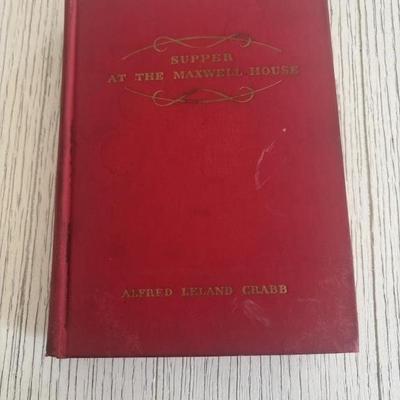 SUPPER
AT THE MAXWELL HOUSE
ALFRED LELAND CRABB